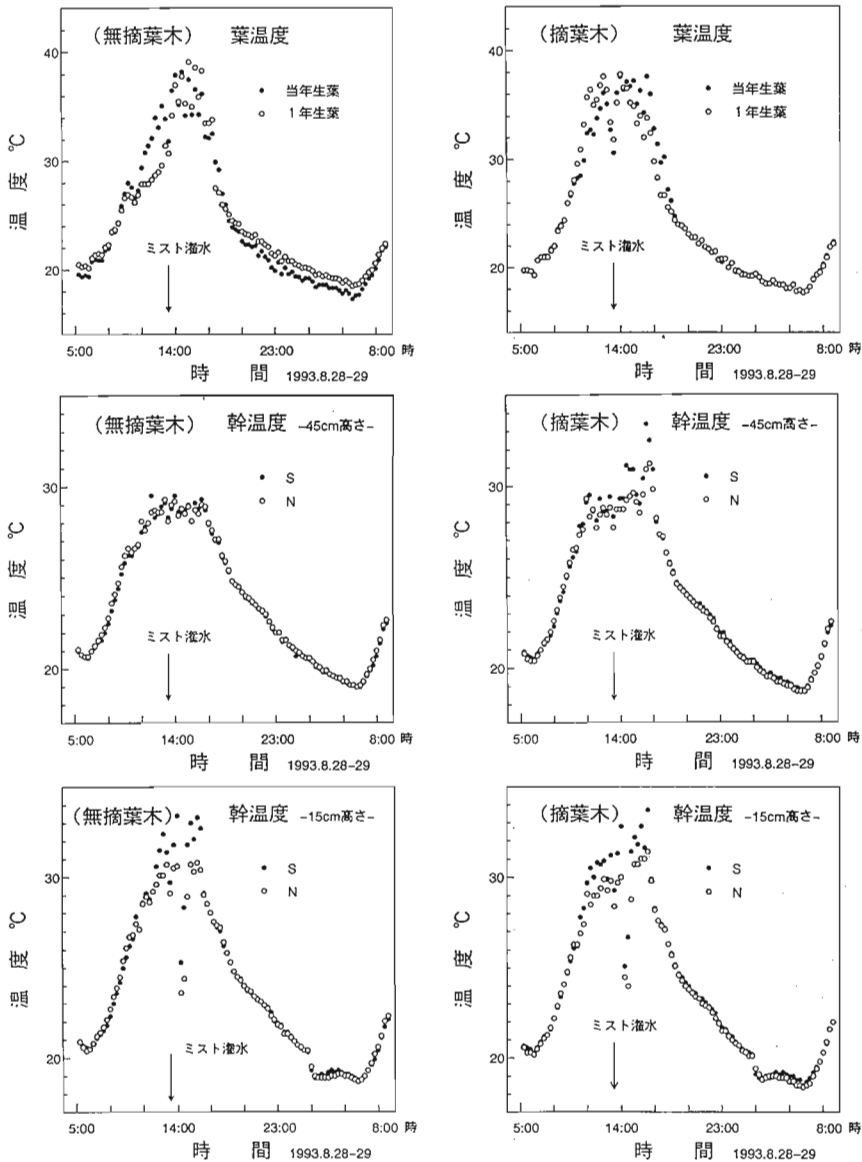 （無摘葉木） 葉温度
当年生葉
１年生葉
温度 ℃
40
30
20
ミスト潅水
5:00 14:00 23:00 8:00 時
時 間 1993.8.28–29
（摘葉木） 葉温度
当年生葉
１年生葉
温度 ℃
40
30
20
ミスト潅水
5:00 14:00 23:00 8:00 時
時 間 1993.8.28–29
（無摘葉木） 幹温度 –45cm高さ–
S
N
温度 ℃
30
20
ミスト潅水
5:00 14:00 23:00 8:00 時
時 間 1993.8.28–29
（摘葉木） 幹温度 –45cm高さ–
S
N
温度 ℃
30
20
ミスト潅水
5:00 14:00 23:00 8:00 時
時 間 1993.8.28–29
（無摘葉木） 幹温度 –15cm高さ–
S
N
温度 ℃
30
20
ミスト潅水
5:00 14:00 23:00 8:00 時
時 間 1993.8.28–29
（摘葉木） 幹温度 –15cm高さ–
S
N
温度 ℃
30
20
ミスト潅水
5:00 14:00 23:00 8:00 時
時 間 1993.8.28–29